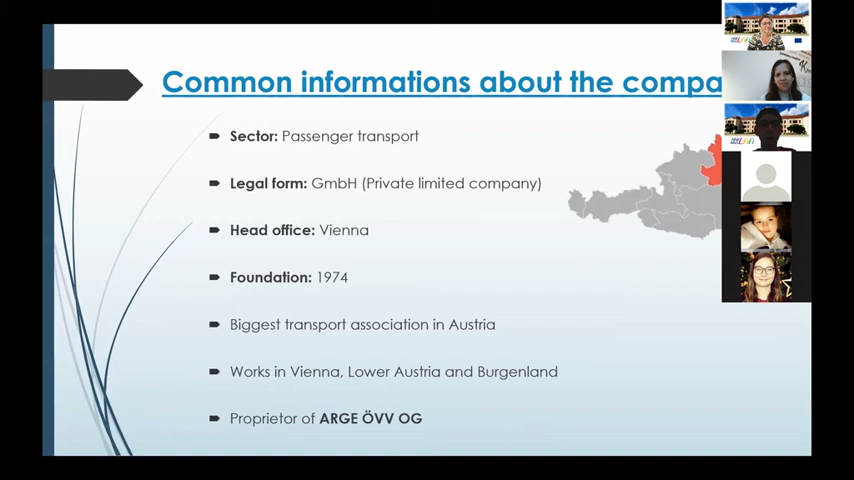 Common informations about the compa
Sector: Passenger transport
Legal form: GmbH (Private limited company)
Head office: Vienna
Foundation: 1974
Biggest transport association in Austria
Works in Vienna, Lower Austria and Burgenland
Proprietor of ARGE ÖVV OG